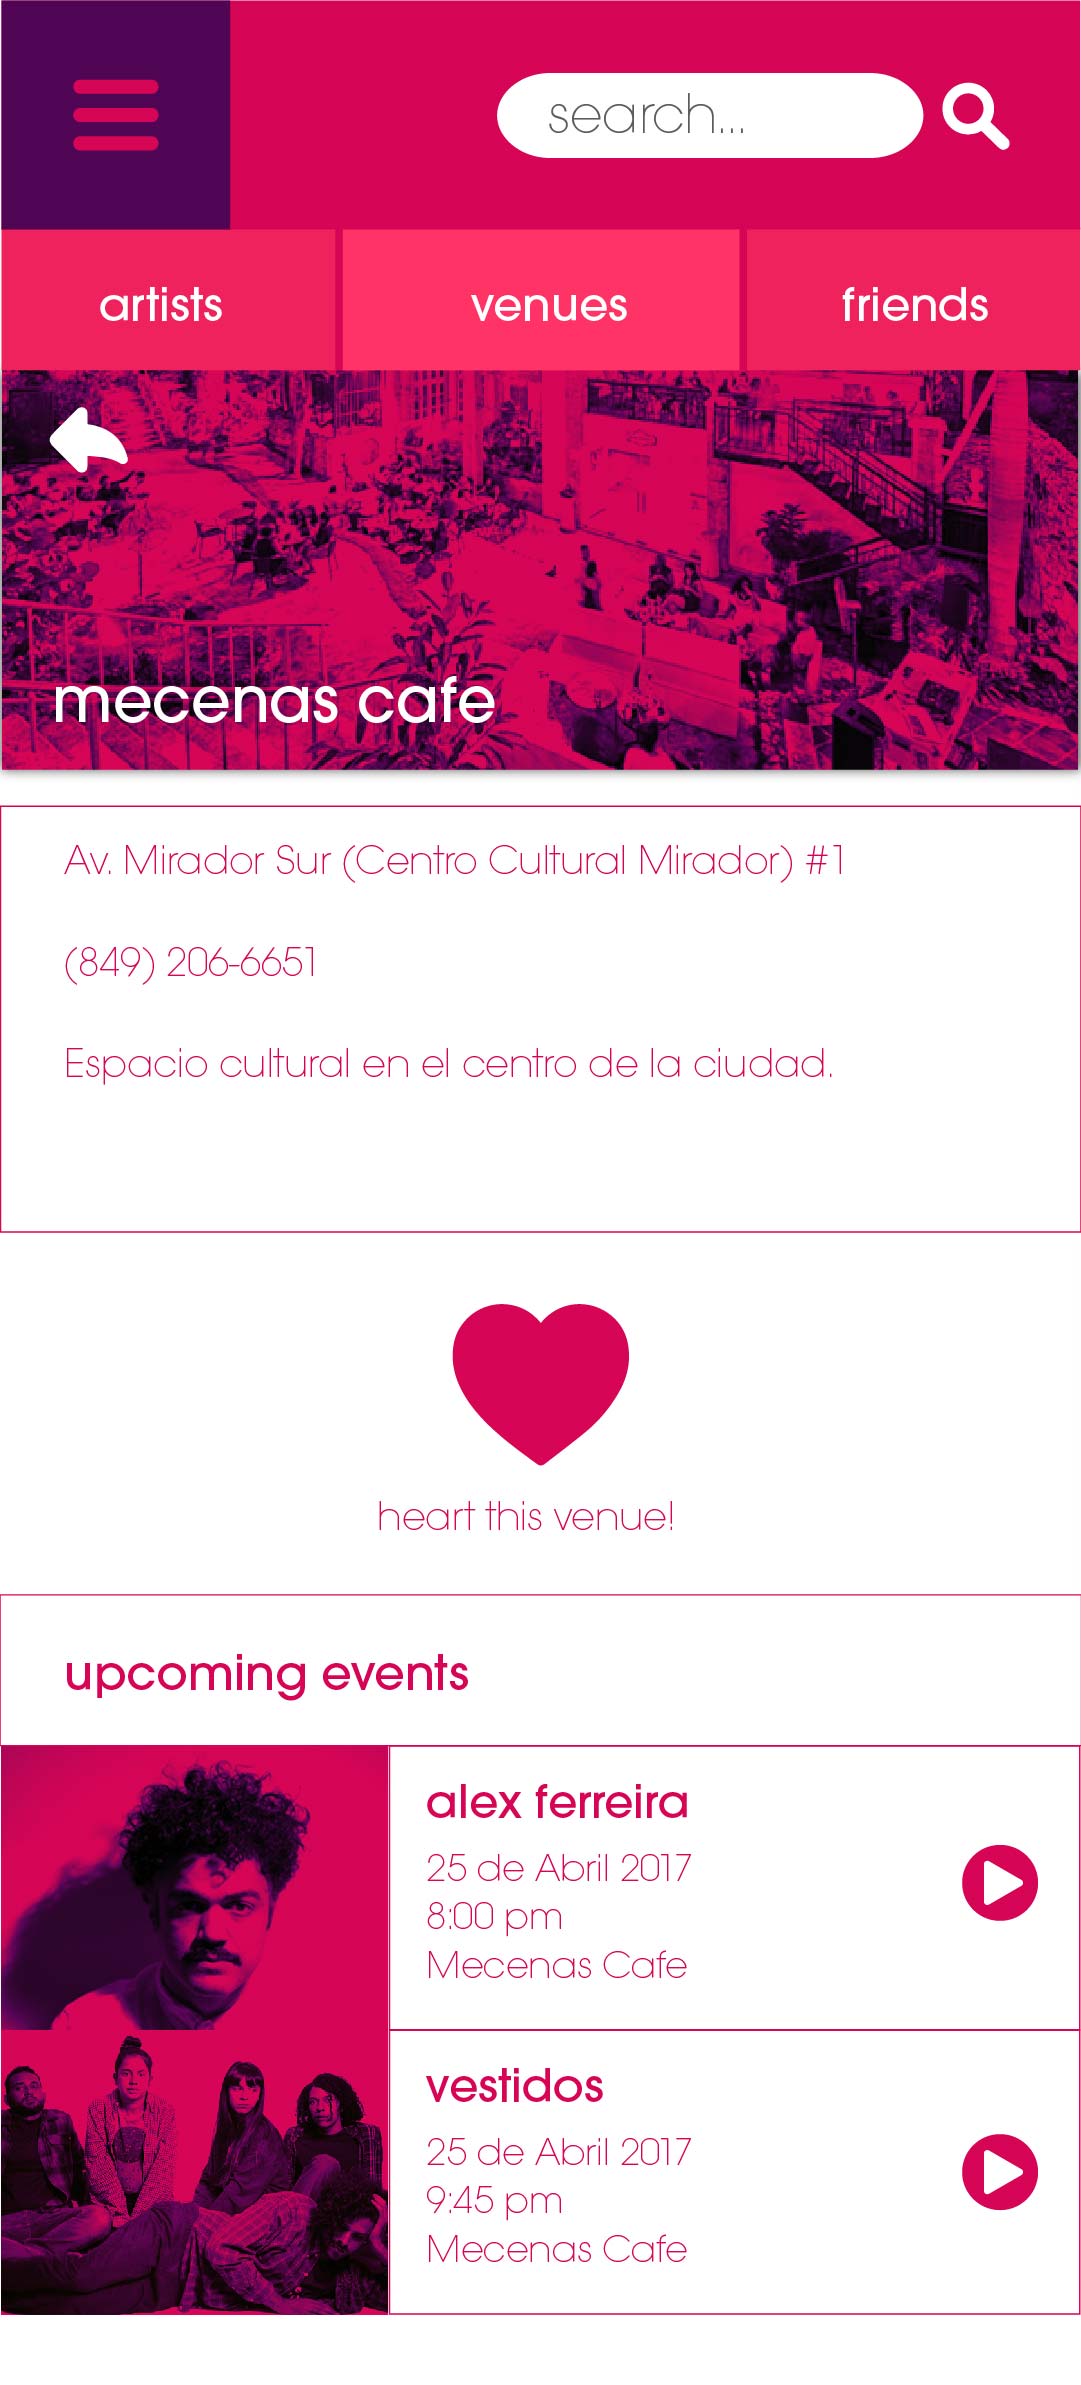 search...
artists
venues
friends
mecenas cafe
Av. Mirador Sur (Centro Cultural Mirador) #1
(849) 206-6651
Espacio cultural en el centro de la ciudad.
heart this venue!
upcoming events
alex ferreira
25 de Abril 2017
8:00 pm
Mecenas Cafe
vestidos
25 de Abril 2017
9:45 pm
Mecenas Cafe